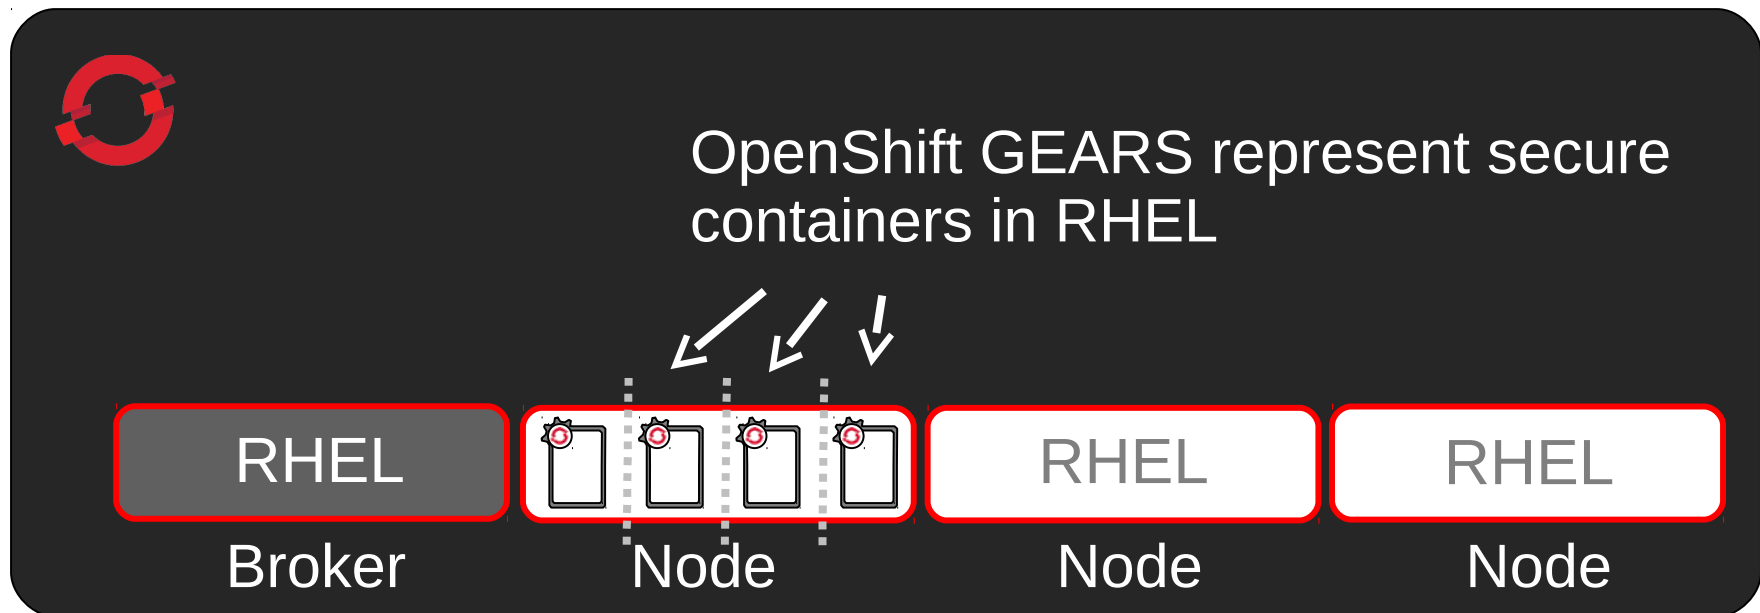 OpenShift GEARS represent secure
containers in RHEL
RHEL
RHEL
RHEL
Broker
Node
Node
Node